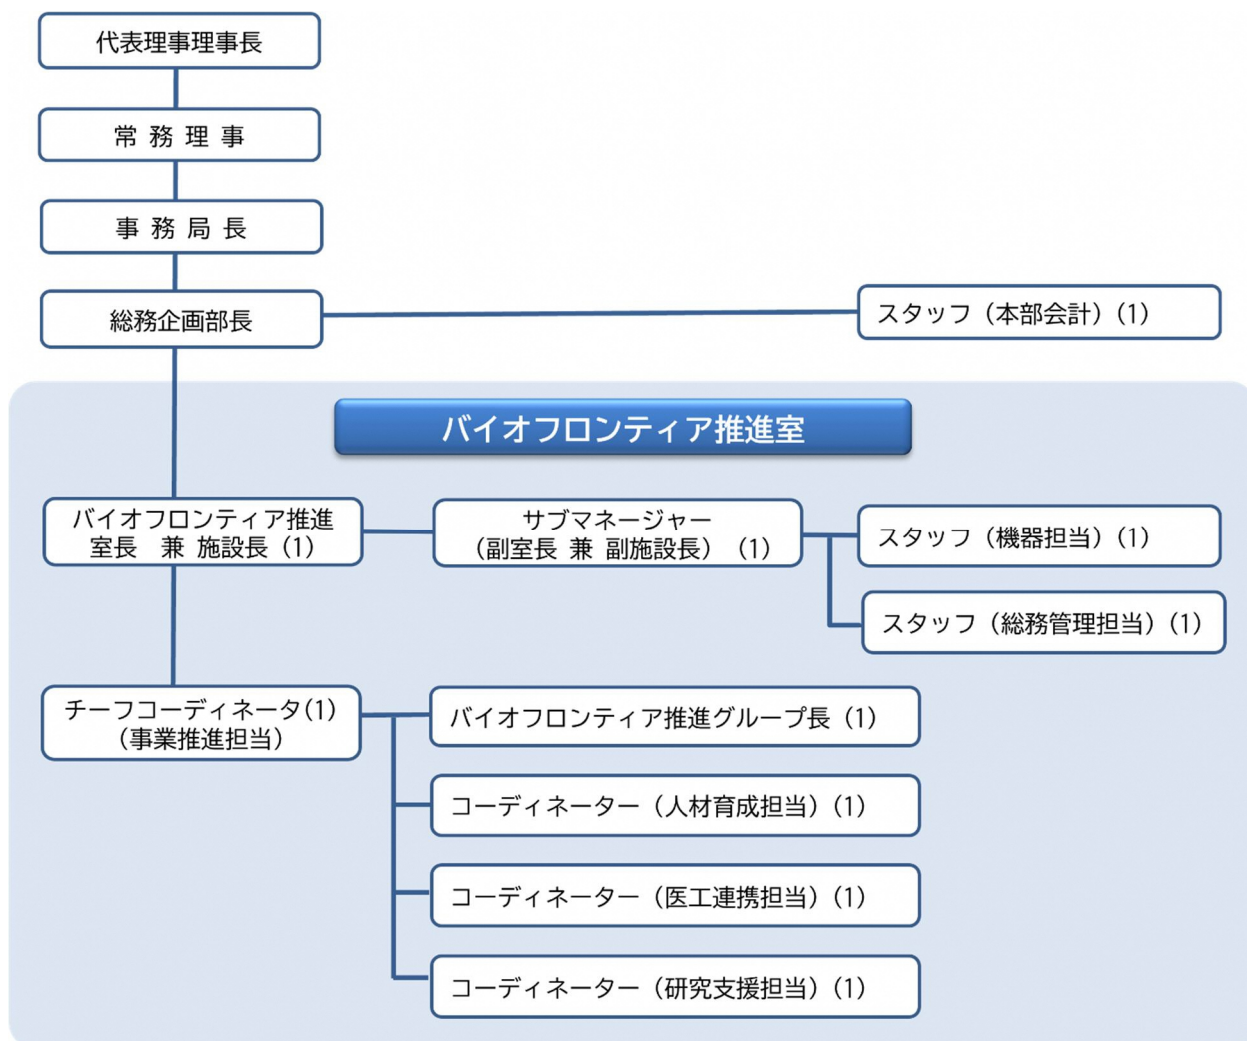 代表理事理事長
常 務 理 事
事 務 局 長
総務企画部長
スタッフ（本部会計）(1)
バイオフロンティア推進室
バイオフロンティア推進
室長　兼 施設長 (1)
サブマネージャー
（副室長 兼 副施設長） (1)
スタッフ（機器担当）(1)
スタッフ（総務管理担当）(1)
チーフコーディネータ(1)
（事業推進担当）
バイオフロンティア推進グループ長 (1)
コーディネーター（人材育成担当）(1)
コーディネーター（医工連携担当）(1)
コーディネーター（研究支援担当）(1)